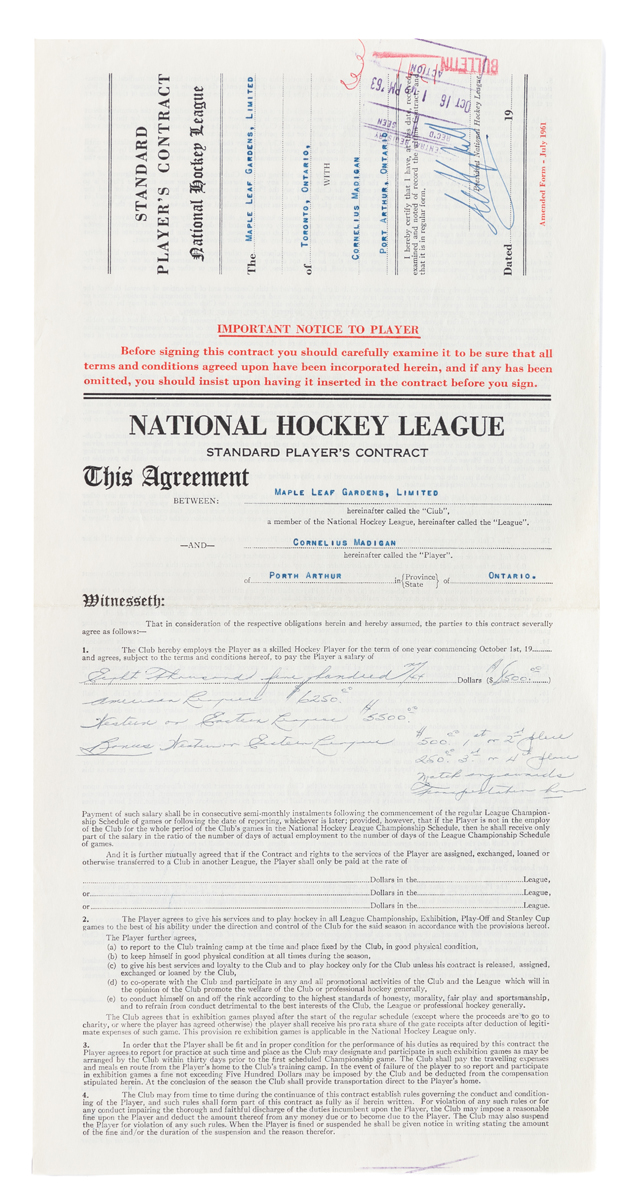 STANDARD
PLAYER'S CONTRACT
National Hockey League
The MAPLE LEAF GARDENS, LIMITED
of TORONTO, ONTARIO,
WITH
CORNELIUS MADIGAN
PORT ARTHUR, ONTARIO
I hereby certify that I have, at this date, received,
examined and noted of record the within Contract, and
that it is in regular form.
President National Hockey League
Dated 19
Amended Form - July 1961
BULLETIN
ACTION
OCT 16 1 PM '63
REC'D
SEEN
IMPORTANT NOTICE TO PLAYER
Before signing this contract you should carefully examine it to be sure that all
terms and conditions agreed upon have been incorporated herein, and if any has been
omitted, you should insist upon having it inserted in the contract before you sign.
NATIONAL HOCKEY LEAGUE
STANDARD PLAYER'S CONTRACT
This Agreement
BETWEEN: MAPLE LEAF GARDENS, LIMITED
hereinafter called the "Club",
a member of the National Hockey League, hereinafter called the "League".
—AND— CORNELIUS MADIGAN
hereinafter called the "Player".
of PORTH ARTHUR in {Province State} of ONTARIO.
Witnesseth:
That in consideration of the respective obligations herein and hereby assumed, the parties to this contract severally
agree as follows:—
1. The Club hereby employs the Player as a skilled Hockey Player for the term of one year commencing October 1st, 19
and agrees, subject to the terms and conditions hereof, to pay the Player a salary of
Eight Thousand five hundred Dollars ($8500.)
American League $6250.
Western or Eastern League $5500.
Bonus Western or Eastern League $500. 1st or 2nd place
250. 3rd or 4th place
Match any awards
Transportation
Payment of such salary shall be in consecutive semi-monthly instalments following the commencement of the regular League Champion-
ship Schedule of games or following the date of reporting, whichever is later; provided, however, that if the Player is not in the employ
of the Club for the whole period of the Club's games in the National Hockey League Championship Schedule, then he shall receive only
part of the salary in the ratio of the number of days of actual employment to the number of days of the League Championship Schedule
of games.
And it is further mutually agreed that if the Contract and rights to the services of the Player are assigned, exchanged, loaned or
otherwise transferred to a Club in another League, the Player shall only be paid at the rate of
Dollars in the League,
or Dollars in the League,
or Dollars in the League.
2. The Player agrees to give his services and to play hockey in all League Championship, Exhibition, Play-Off and Stanley Cup
games to the best of his ability under the direction and control of the Club for the said season in accordance with the provisions hereof.
The Player further agrees,
(a) to report to the Club training camp at the time and place fixed by the Club, in good physical condition,
(b) to keep himself in good physical condition at all times during the season,
(c) to give his best services and loyalty to the Club and to play hockey only for the Club unless his contract is released, assigned,
exchanged or loaned by the Club,
(d) to co-operate with the Club and participate in any and all promotional activities of the Club and the League which will in
the opinion of the Club promote the welfare of the Club or professional hockey generally,
(e) to conduct himself on and off the rink according to the highest standards of honesty, morality, fair play and sportsmanship,
and to refrain from conduct detrimental to the best interests of the Club, the League or professional hockey generally.
The Club agrees that in exhibition games played after the start of the regular schedule (except where the proceeds are to go to
charity, or where the player has agreed otherwise) the player shall receive his pro rata share of the gate receipts after deduction of legiti-
mate expenses of such game. This provision re exhibition games is applicable in the National Hockey League only.
3. In order that the Player shall be fit and in proper condition for the performance of his duties as required by this contract the
Player agrees to report for practice at such time and place as the Club may designate and participate in such exhibition games as may be
arranged by the Club within thirty days prior to the first scheduled Championship game. The Club shall pay the travelling expenses
and meals en route from the Player's home to the Club's training camp. In the event of failure of the player to so report and participate
in exhibition games a fine not exceeding Five Hundred Dollars may be imposed by the Club and be deducted from the compensation
stipulated herein. At the conclusion of the season the Club shall provide transportation direct to the Player's home.
4. The Club may from time to time during the continuance of this contract establish rules governing the conduct and condition-
ing of the Player, and such rules shall form part of this contract as fully as if herein written. For violation of any such rules or for
any conduct impairing the thorough and faithful discharge of the duties incumbent upon the Player, the Club may impose a reasonable
fine upon the Player and deduct the amount thereof from any money due or to become due to the Player. The Club may also suspend
the Player for violation of any such rules. When the Player is fined or suspended he shall be given notice in writing stating the amount
of the fine and/or the duration of the suspension and the reason therefor.